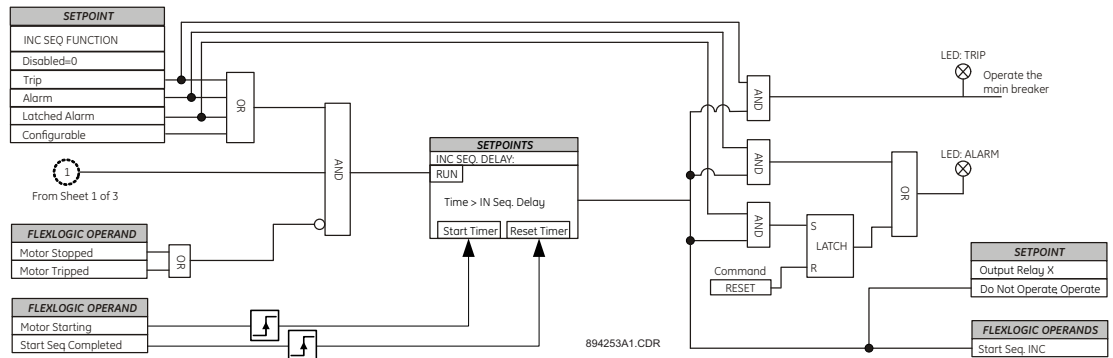 SETPOINT
INC SEQ FUNCTION
Disabled=0
Trip
Alarm
Latched Alarm
Configurable
OR
1
From Sheet 1 of 3
FLEXLOGIC OPERAND
Motor Stopped
Motor Tripped
OR
FLEXLOGIC OPERAND
Motor Starting
Start Seq Completed
AND
SETPOINTS
INC SEQ. DELAY:
RUN
Time > IN Seq. Delay
Start Timer
Reset Timer
894253A1.CDR
AND
AND
AND
Command
RESET
S
LATCH
R
OR
LED: TRIP
Operate the
main breaker
LED: ALARM
SETPOINT
Output Relay X
Do Not Operate, Operate
FLEXLOGIC OPERANDS
Start Seq. INC